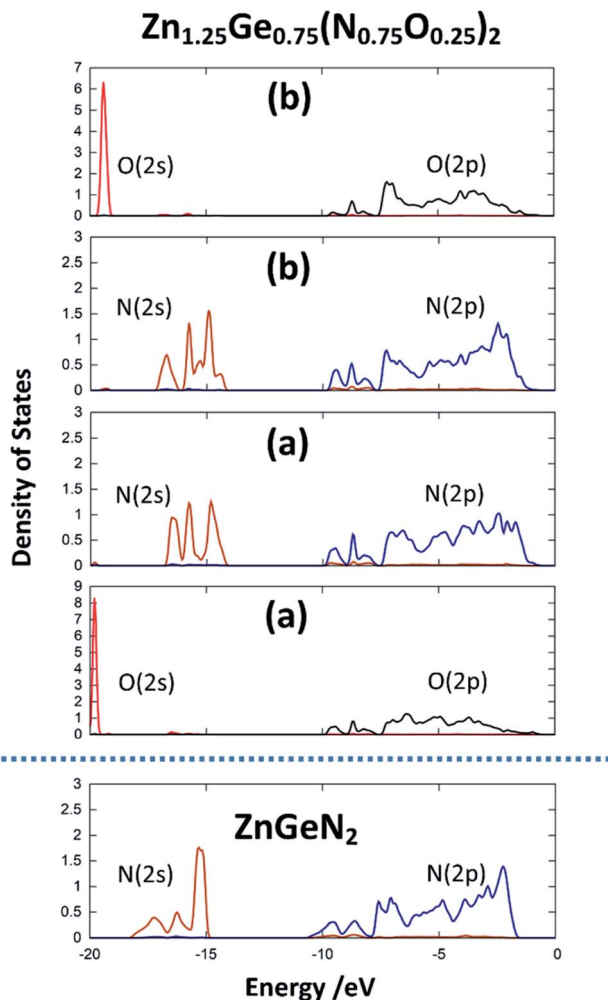 Zn₁.₂₅Ge₀.₇₅(N₀.₇₅O₀.₂₅)₂
7
6
5
4
3
2
1
0
(b)
O(2s)
O(2p)
3
2.5
2
1.5
1
0.5
0
(b)
N(2s)
N(2p)
3
2.5
2
1.5
1
0.5
0
(a)
N(2s)
N(2p)
9
8
7
6
5
4
3
2
1
0
(a)
O(2s)
O(2p)
Density of States
3
2.5
2
1.5
1
0.5
0
ZnGeN₂
N(2s)
N(2p)
-20
-15
-10
-5
0
Energy /eV